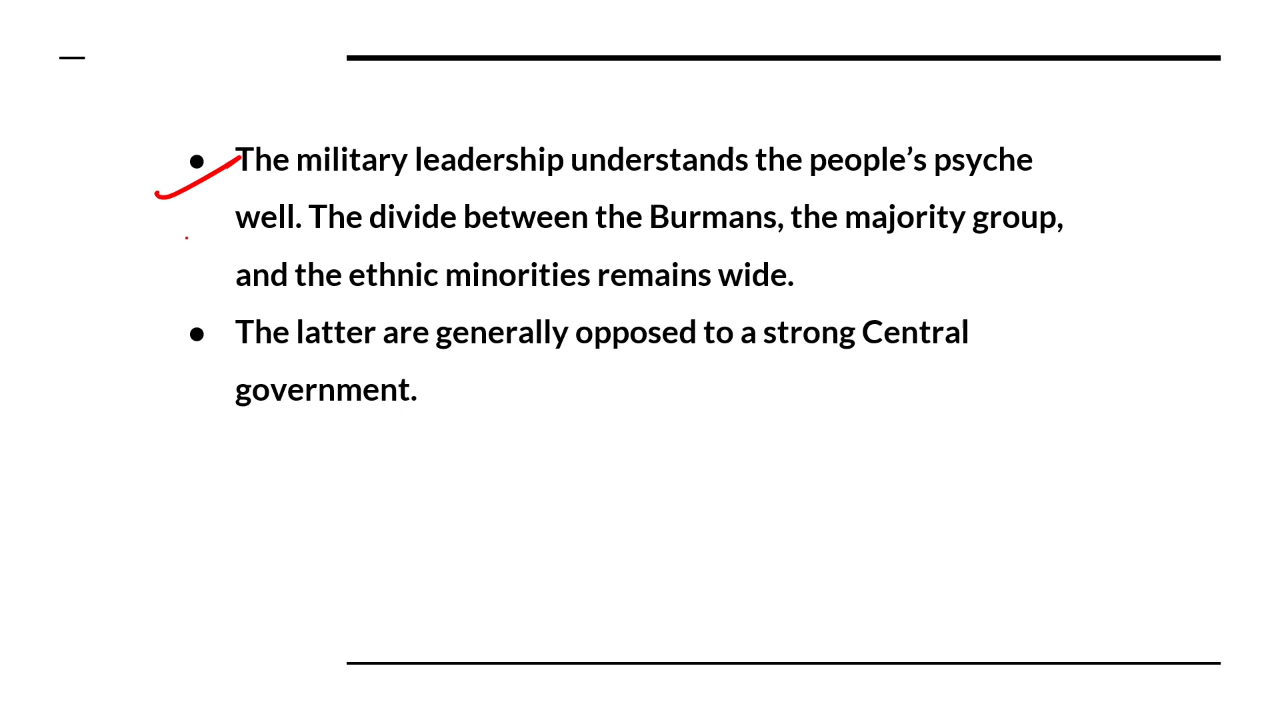 ● The military leadership understands the people’s psyche
well. The divide between the Burmans, the majority group,
and the ethnic minorities remains wide.
● The latter are generally opposed to a strong Central
government.